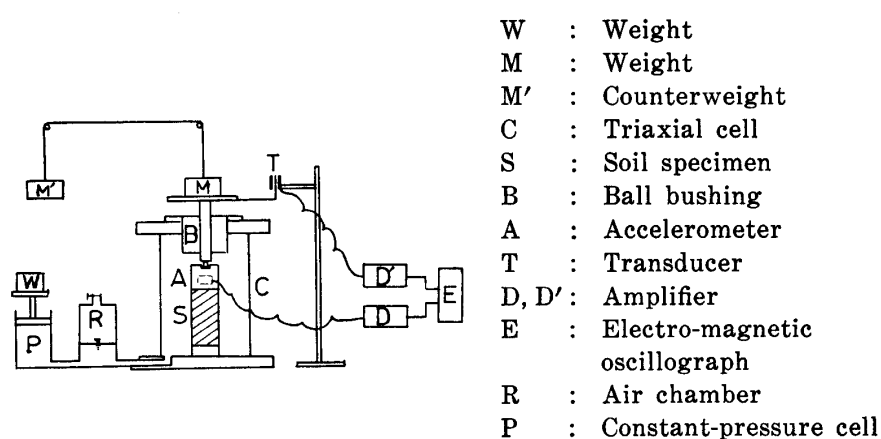 W : Weight
M : Weight
M′ : Counterweight
C : Triaxial cell
S : Soil specimen
B : Ball bushing
A : Accelerometer
T : Transducer
D, D′ : Amplifier
E : Electro-magnetic
oscillograph
R : Air chamber
P : Constant-pressure cell
T
M′
M
B
W
A
C
D′
E
R
S
D
P